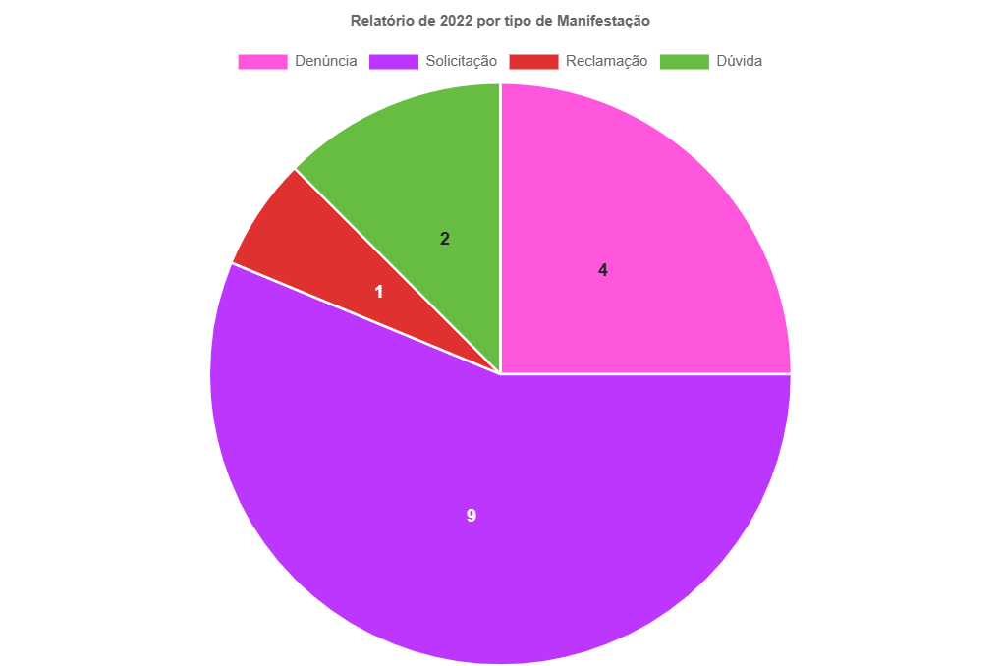 Relatório de 2022 por tipo de Manifestação
Denúncia Solicitação Reclamação Dúvida
2
4
1
9